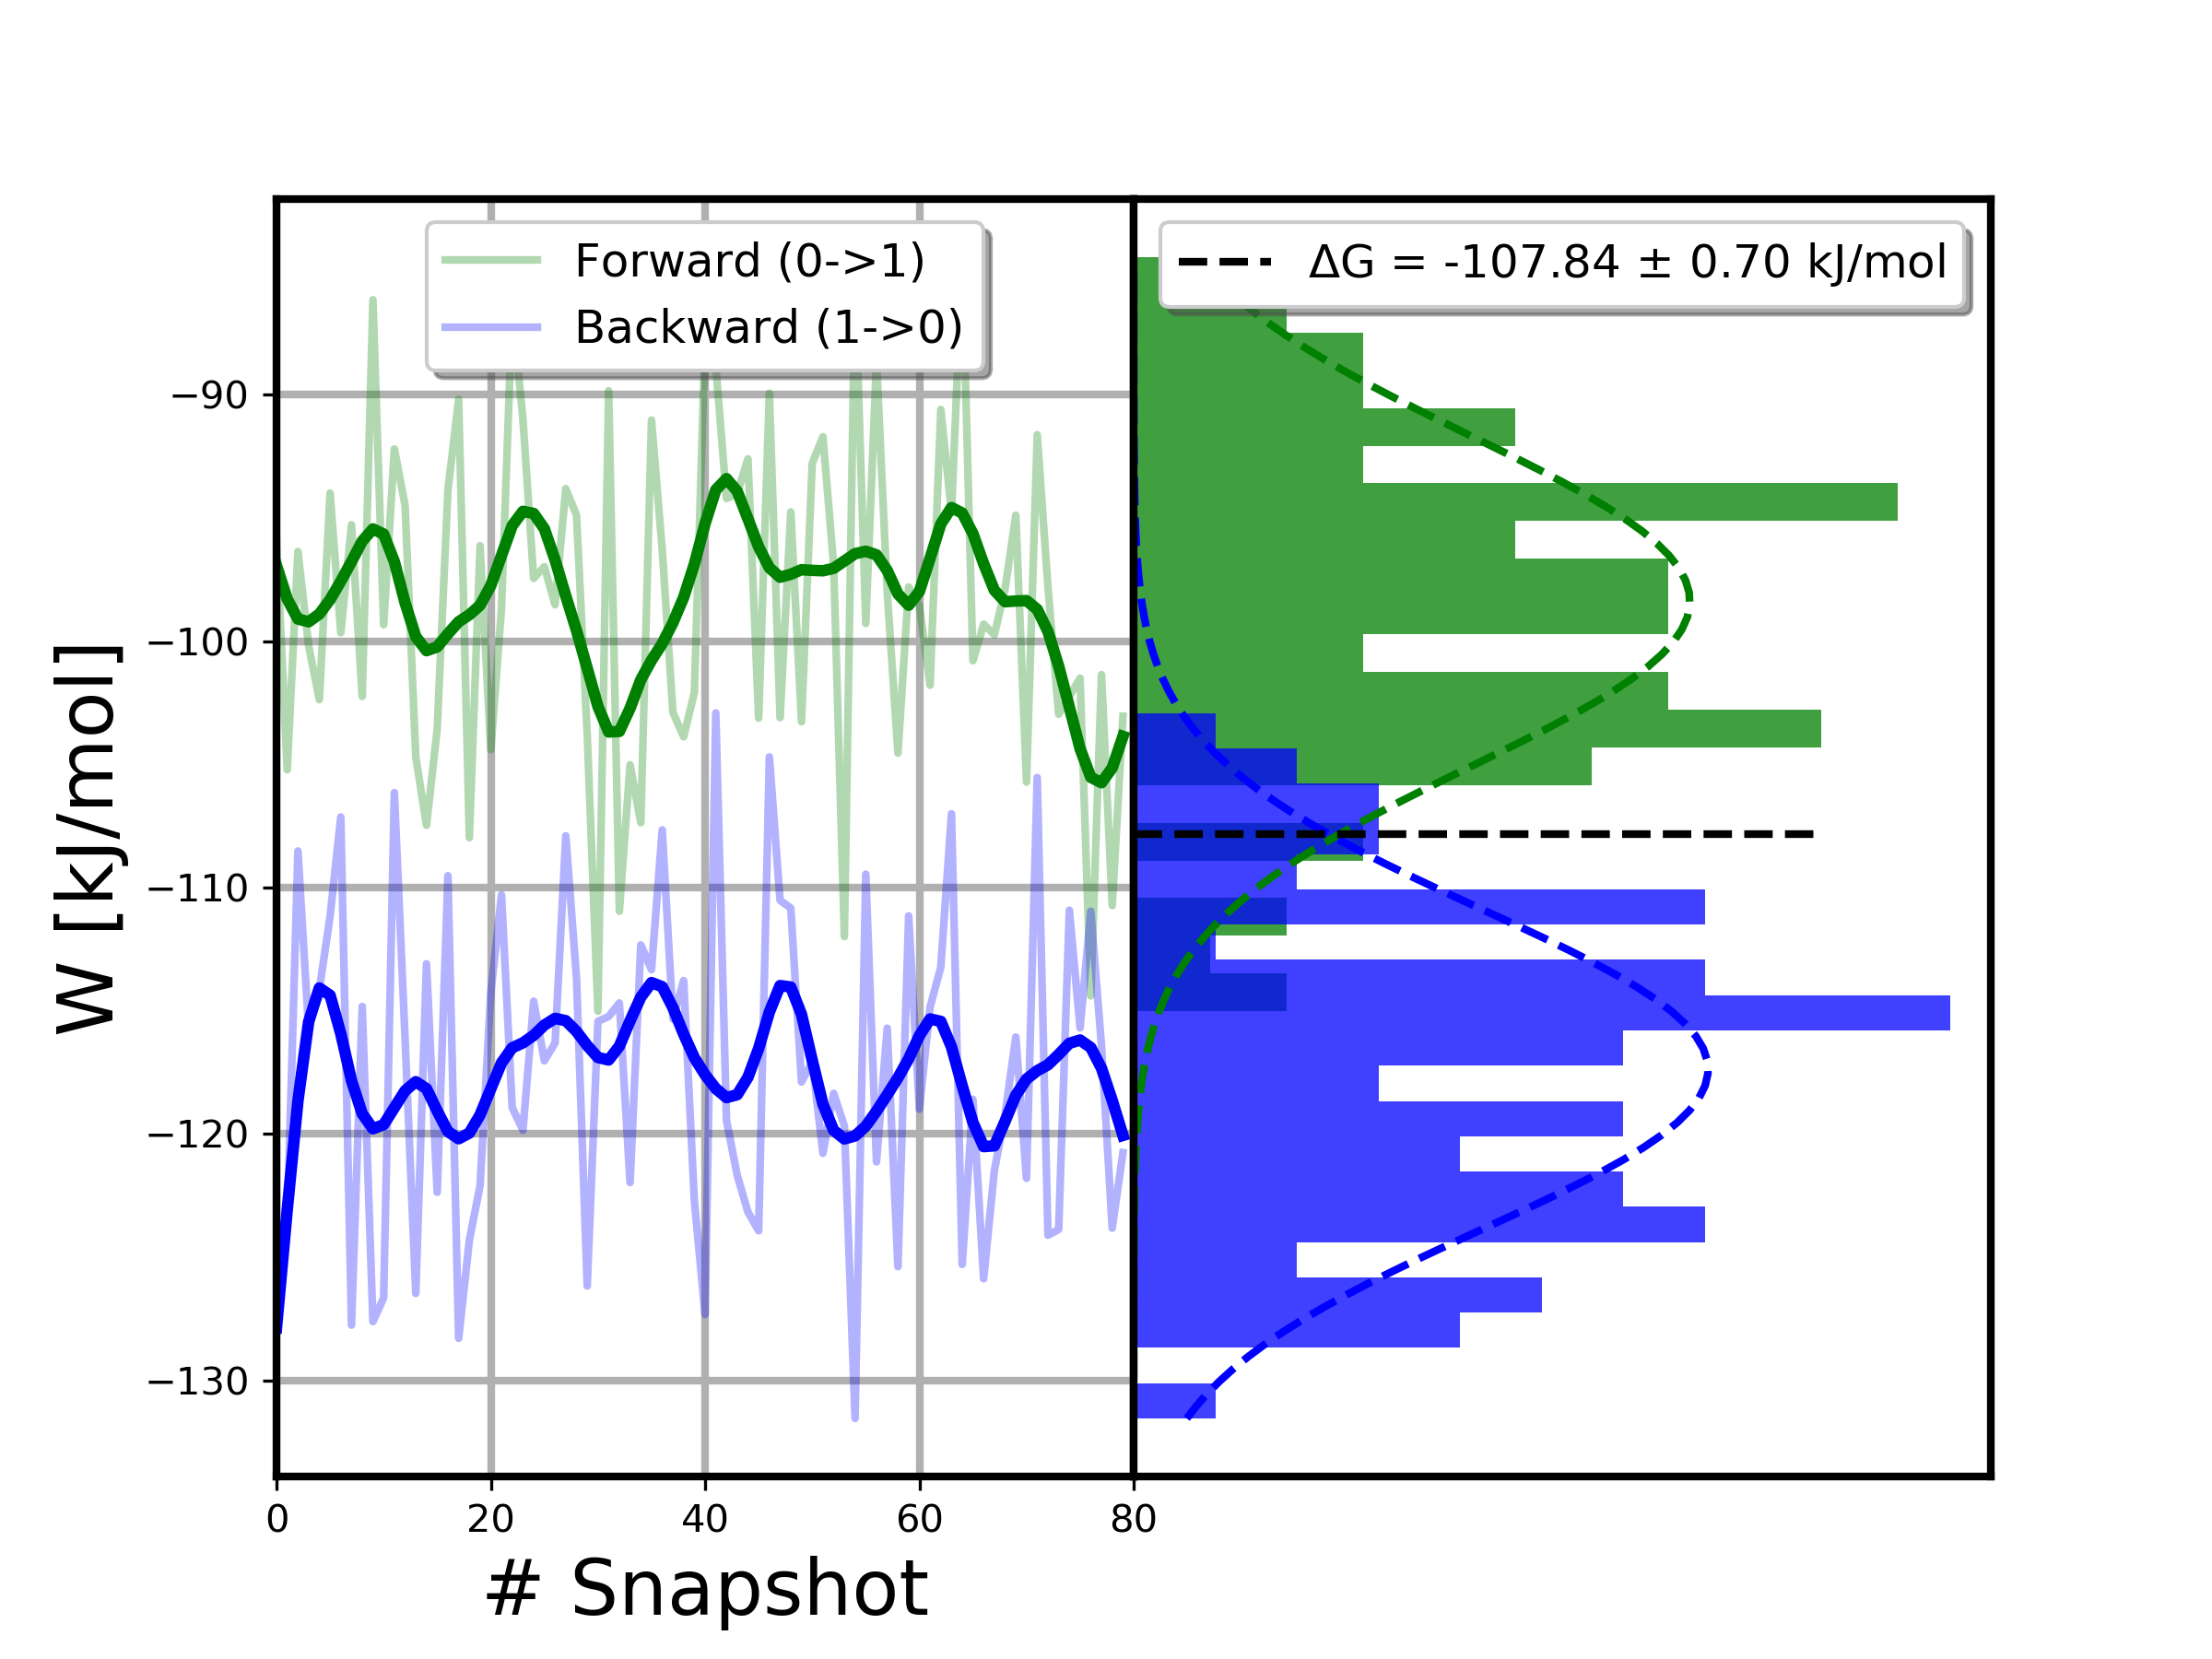 Forward (0->1)
Backward (1->0)
ΔG = -107.84 ± 0.70 kJ/mol
W [kJ/mol]
−90
−100
−110
−120
−130
0 20 40 60 80
# Snapshot